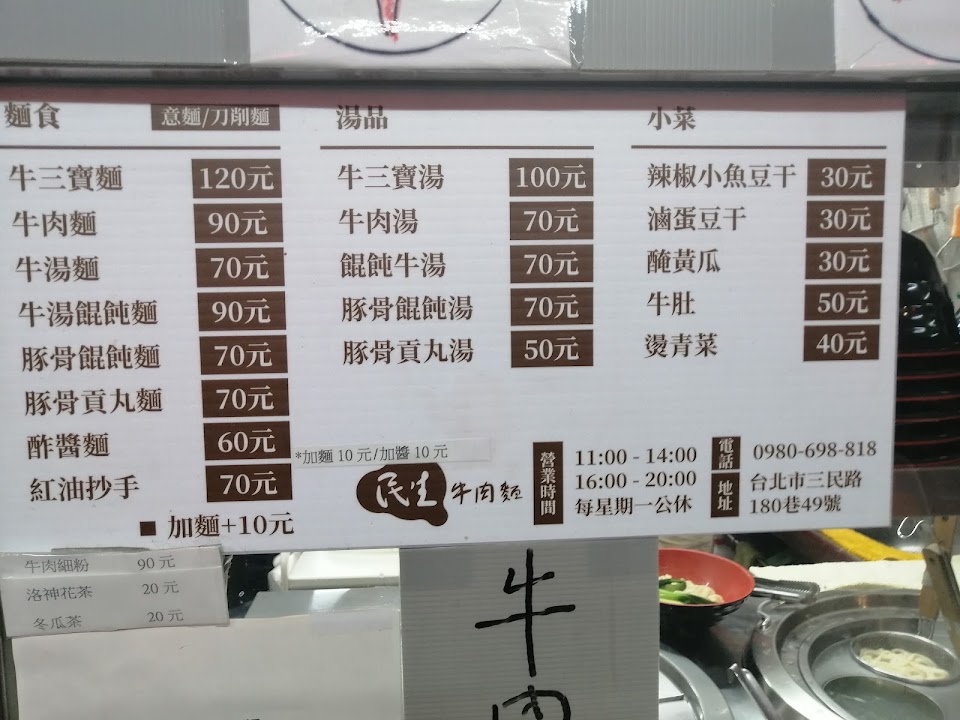 麵食 意麵/刀削麵
牛三寶麵 120元
牛肉麵 90元
牛湯麵 70元
牛湯餛飩麵 90元
豚骨餛飩麵 70元
豚骨貢丸麵 70元
酢醬麵 60元
紅油抄手 70元
■ 加麵+10元
湯品
牛三寶湯 100元
牛肉湯 70元
餛飩牛湯 70元
豚骨餛飩湯 70元
豚骨貢丸湯 50元
小菜
辣椒小魚豆干 30元
滷蛋豆干 30元
醃黃瓜 30元
牛肚 50元
燙青菜 40元
*加麵 10 元/加醬 10 元
民生牛肉麵
營業時間
11:00 - 14:00
16:00 - 20:00
每星期一公休
電話 0980-698-818
地址 台北市三民路
180巷49號
牛肉細粉 90 元
洛神花茶 20 元
冬瓜茶 20 元
牛
肉